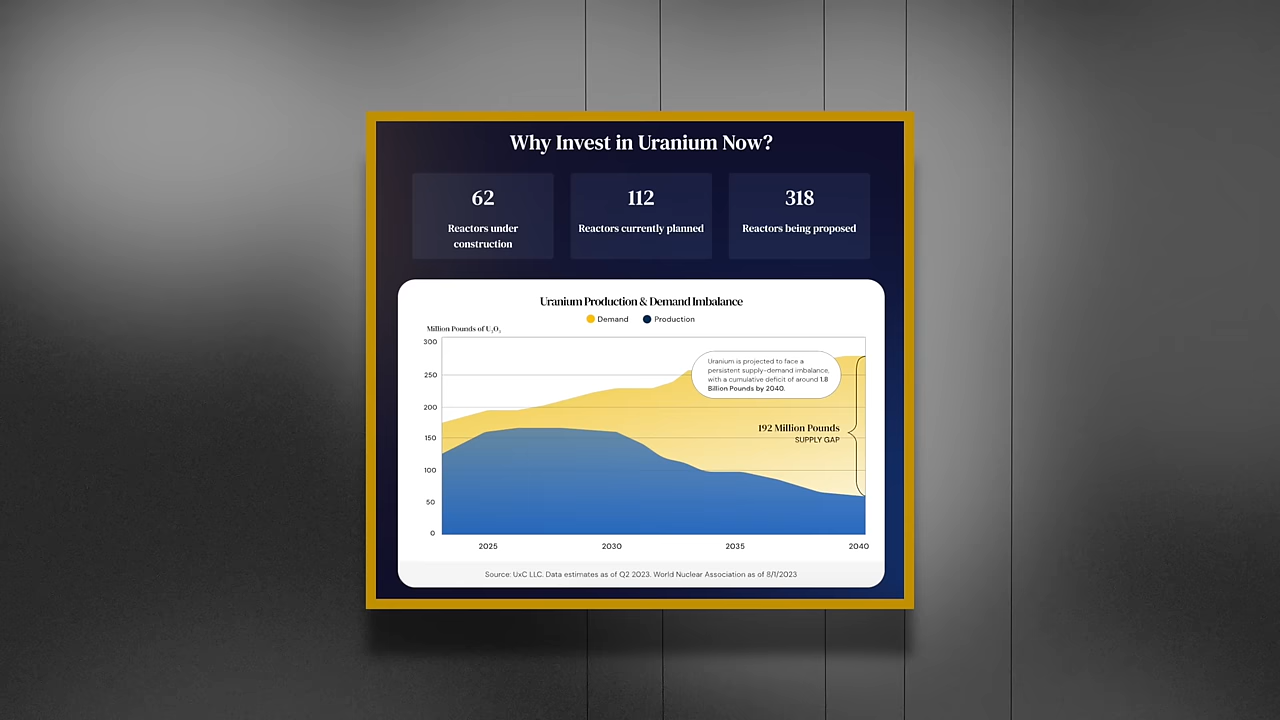 Why Invest in Uranium Now?
62
Reactors under
construction
112
Reactors currently planned
318
Reactors being proposed
Uranium Production & Demand Imbalance
Demand
Production
Million Pounds of U₃O₈
300
250
200
150
100
50
0
Uranium is projected to face a
persistent supply-demand imbalance,
with a cumulative deficit of around 1.8
Billion Pounds by 2040.
192 Million Pounds
SUPPLY GAP
2025
2030
2035
2040
Source: UxC LLC. Data estimates as of Q2 2023. World Nuclear Association as of 8/1/2023